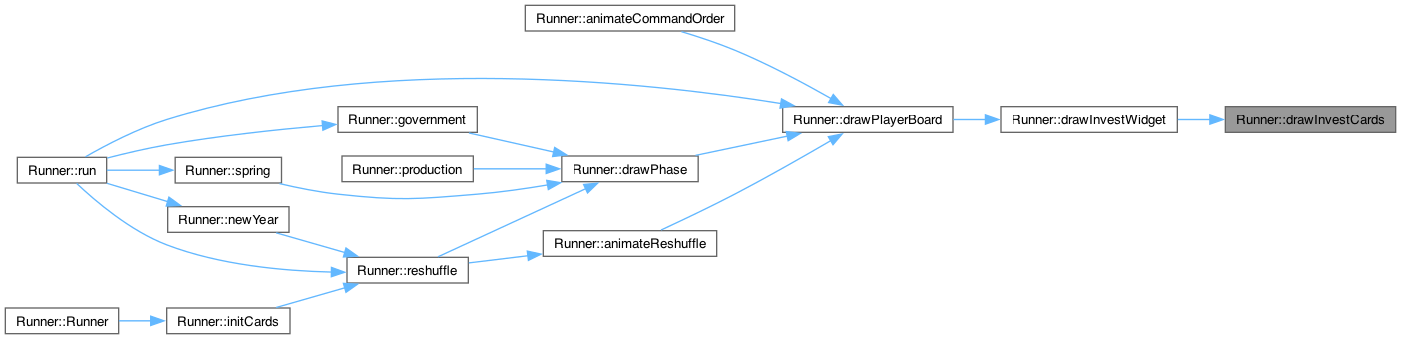 Runner::animateCommandOrder
Runner::government
Runner::drawPlayerBoard
Runner::drawInvestWidget
Runner::drawInvestCards
Runner::run
Runner::spring
Runner::production
Runner::drawPhase
Runner::newYear
Runner::animateReshuffle
Runner::reshuffle
Runner::Runner
Runner::initCards